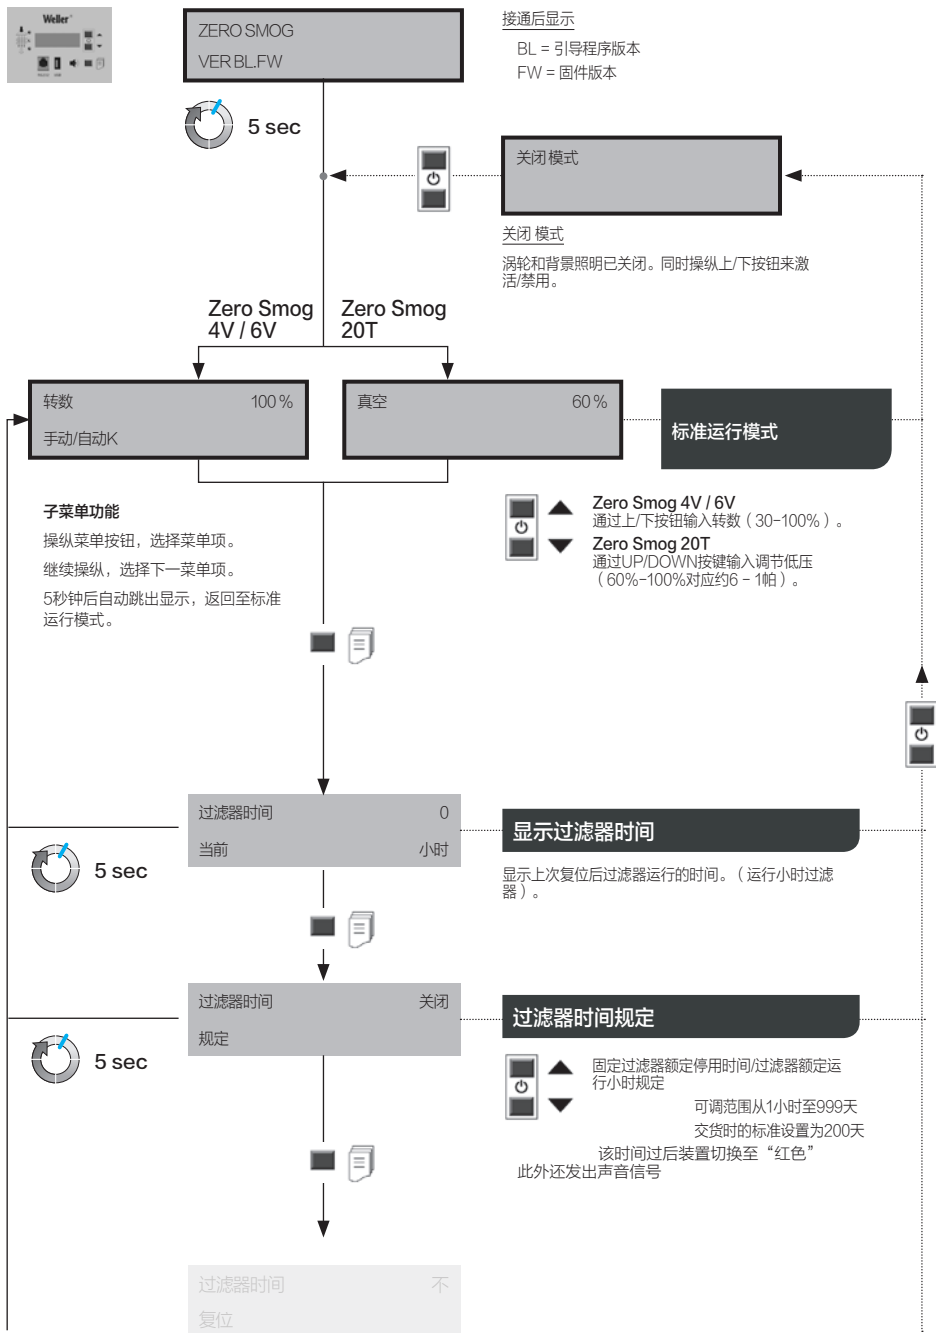 Weller
ZERO SMOG
VER BL.FW
接通后显示
BL = 引导程序版本
FW = 固件版本
5 sec
关闭 模式
关闭 模式
涡轮和背景照明已关闭。同时操纵上/下按钮来激
活/禁用。
Zero Smog
4V / 6V
Zero Smog
20T
转数 100 %
手动/自动K
真空 60 %
标准运行模式
子菜单功能
操纵菜单按钮，选择菜单项。
继续操纵，选择下一菜单项。
5秒钟后自动跳出显示，返回至标准
运行模式。
Zero Smog 4V / 6V
通过上/下按钮输入转数（30-100%）。
Zero Smog 20T
通过UP/DOWN按键输入调节低压
（60%-100%对应约6 - 1帕）。
过滤器时间 0
当前 小时
5 sec
显示过滤器时间
显示上次复位后过滤器运行的时间。（运行小时过滤
器）。
过滤器时间 关闭
规定
5 sec
过滤器时间规定
固定过滤器额定停用时间/过滤器额定运
行小时规定
可调范围从1小时至999天
交货时的标准设置为200天
该时间过后装置切换至“红色”
此外还发出声音信号
过滤器时间 不
复位